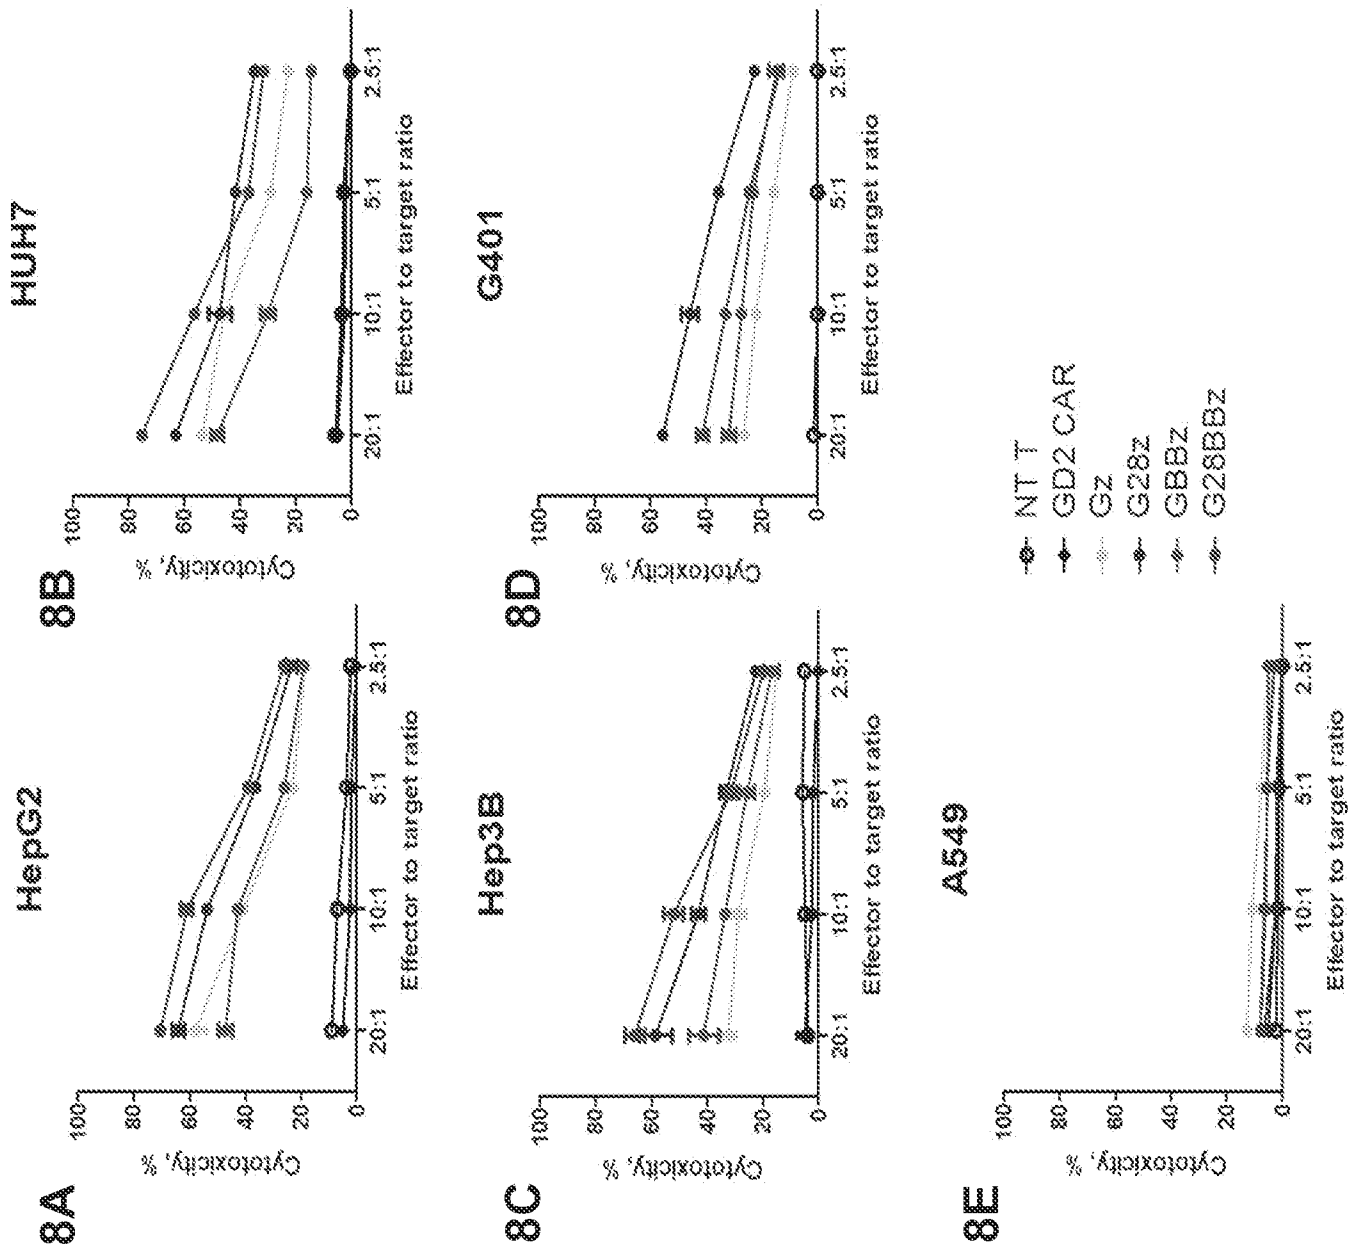 8A
HepG2
Cytotoxicity, %
100
80
60
40
20
0
20:1
10:1
5:1
2.5:1
Effector to target ratio
8B
HUH7
Cytotoxicity, %
100
80
60
40
20
0
20:1
10:1
5:1
2.5:1
Effector to target ratio
8C
Hep3B
Cytotoxicity, %
100
80
60
40
20
0
20:1
10:1
5:1
2.5:1
Effector to target ratio
8D
G401
Cytotoxicity, %
100
80
60
40
20
0
20:1
10:1
5:1
2.5:1
Effector to target ratio
8E
A549
Cytotoxicity, %
100
80
60
40
20
0
20:1
10:1
5:1
2.5:1
Effector to target ratio
NT T
GD2 CAR
Gz
G28z
GBBz
G28BBz